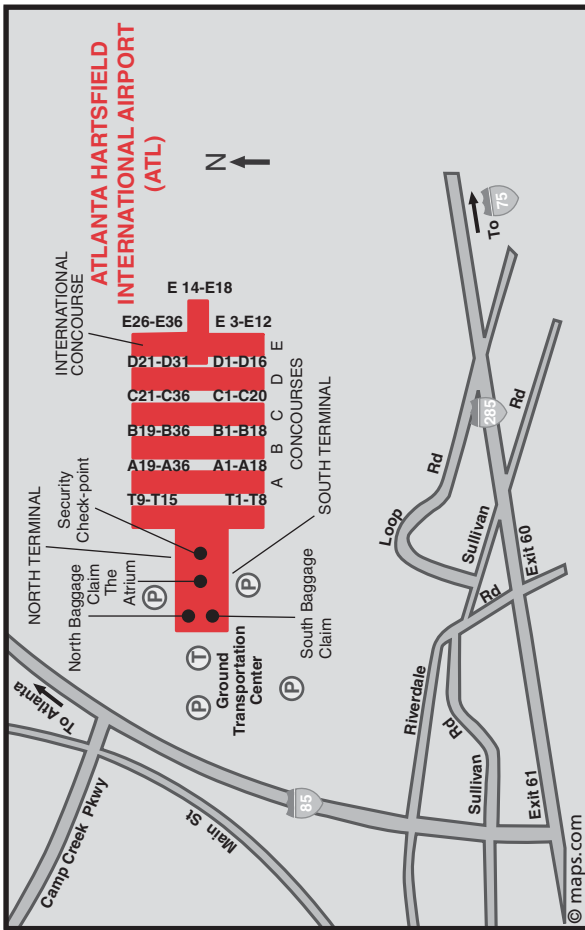 ATLANTA HARTSFIELD
INTERNATIONAL AIRPORT
(ATL)
N
INTERNATIONAL
CONCOURSE
E 14-E18
E26-E36
E 3-E12
D21-D31
D1-D16
C21-C36
C1-C20
B19-B36
B1-B18
A19-A36
A1-A18
T9-T15
T1-T8
E
D
C
B
A
CONCOURSES
NORTH TERMINAL
SOUTH TERMINAL
Security
Check-point
The
Atrium
North Baggage
Claim
South Baggage
Claim
P
P
P
P
T
Ground
Transportation
Center
To Atlanta
Camp Creek Pkwy
Main St
85
Riverdale
Rd
Sullivan
Rd
Loop
Rd
Sullivan
Rd
285
Exit 60
Exit 61
To
75
© maps.com